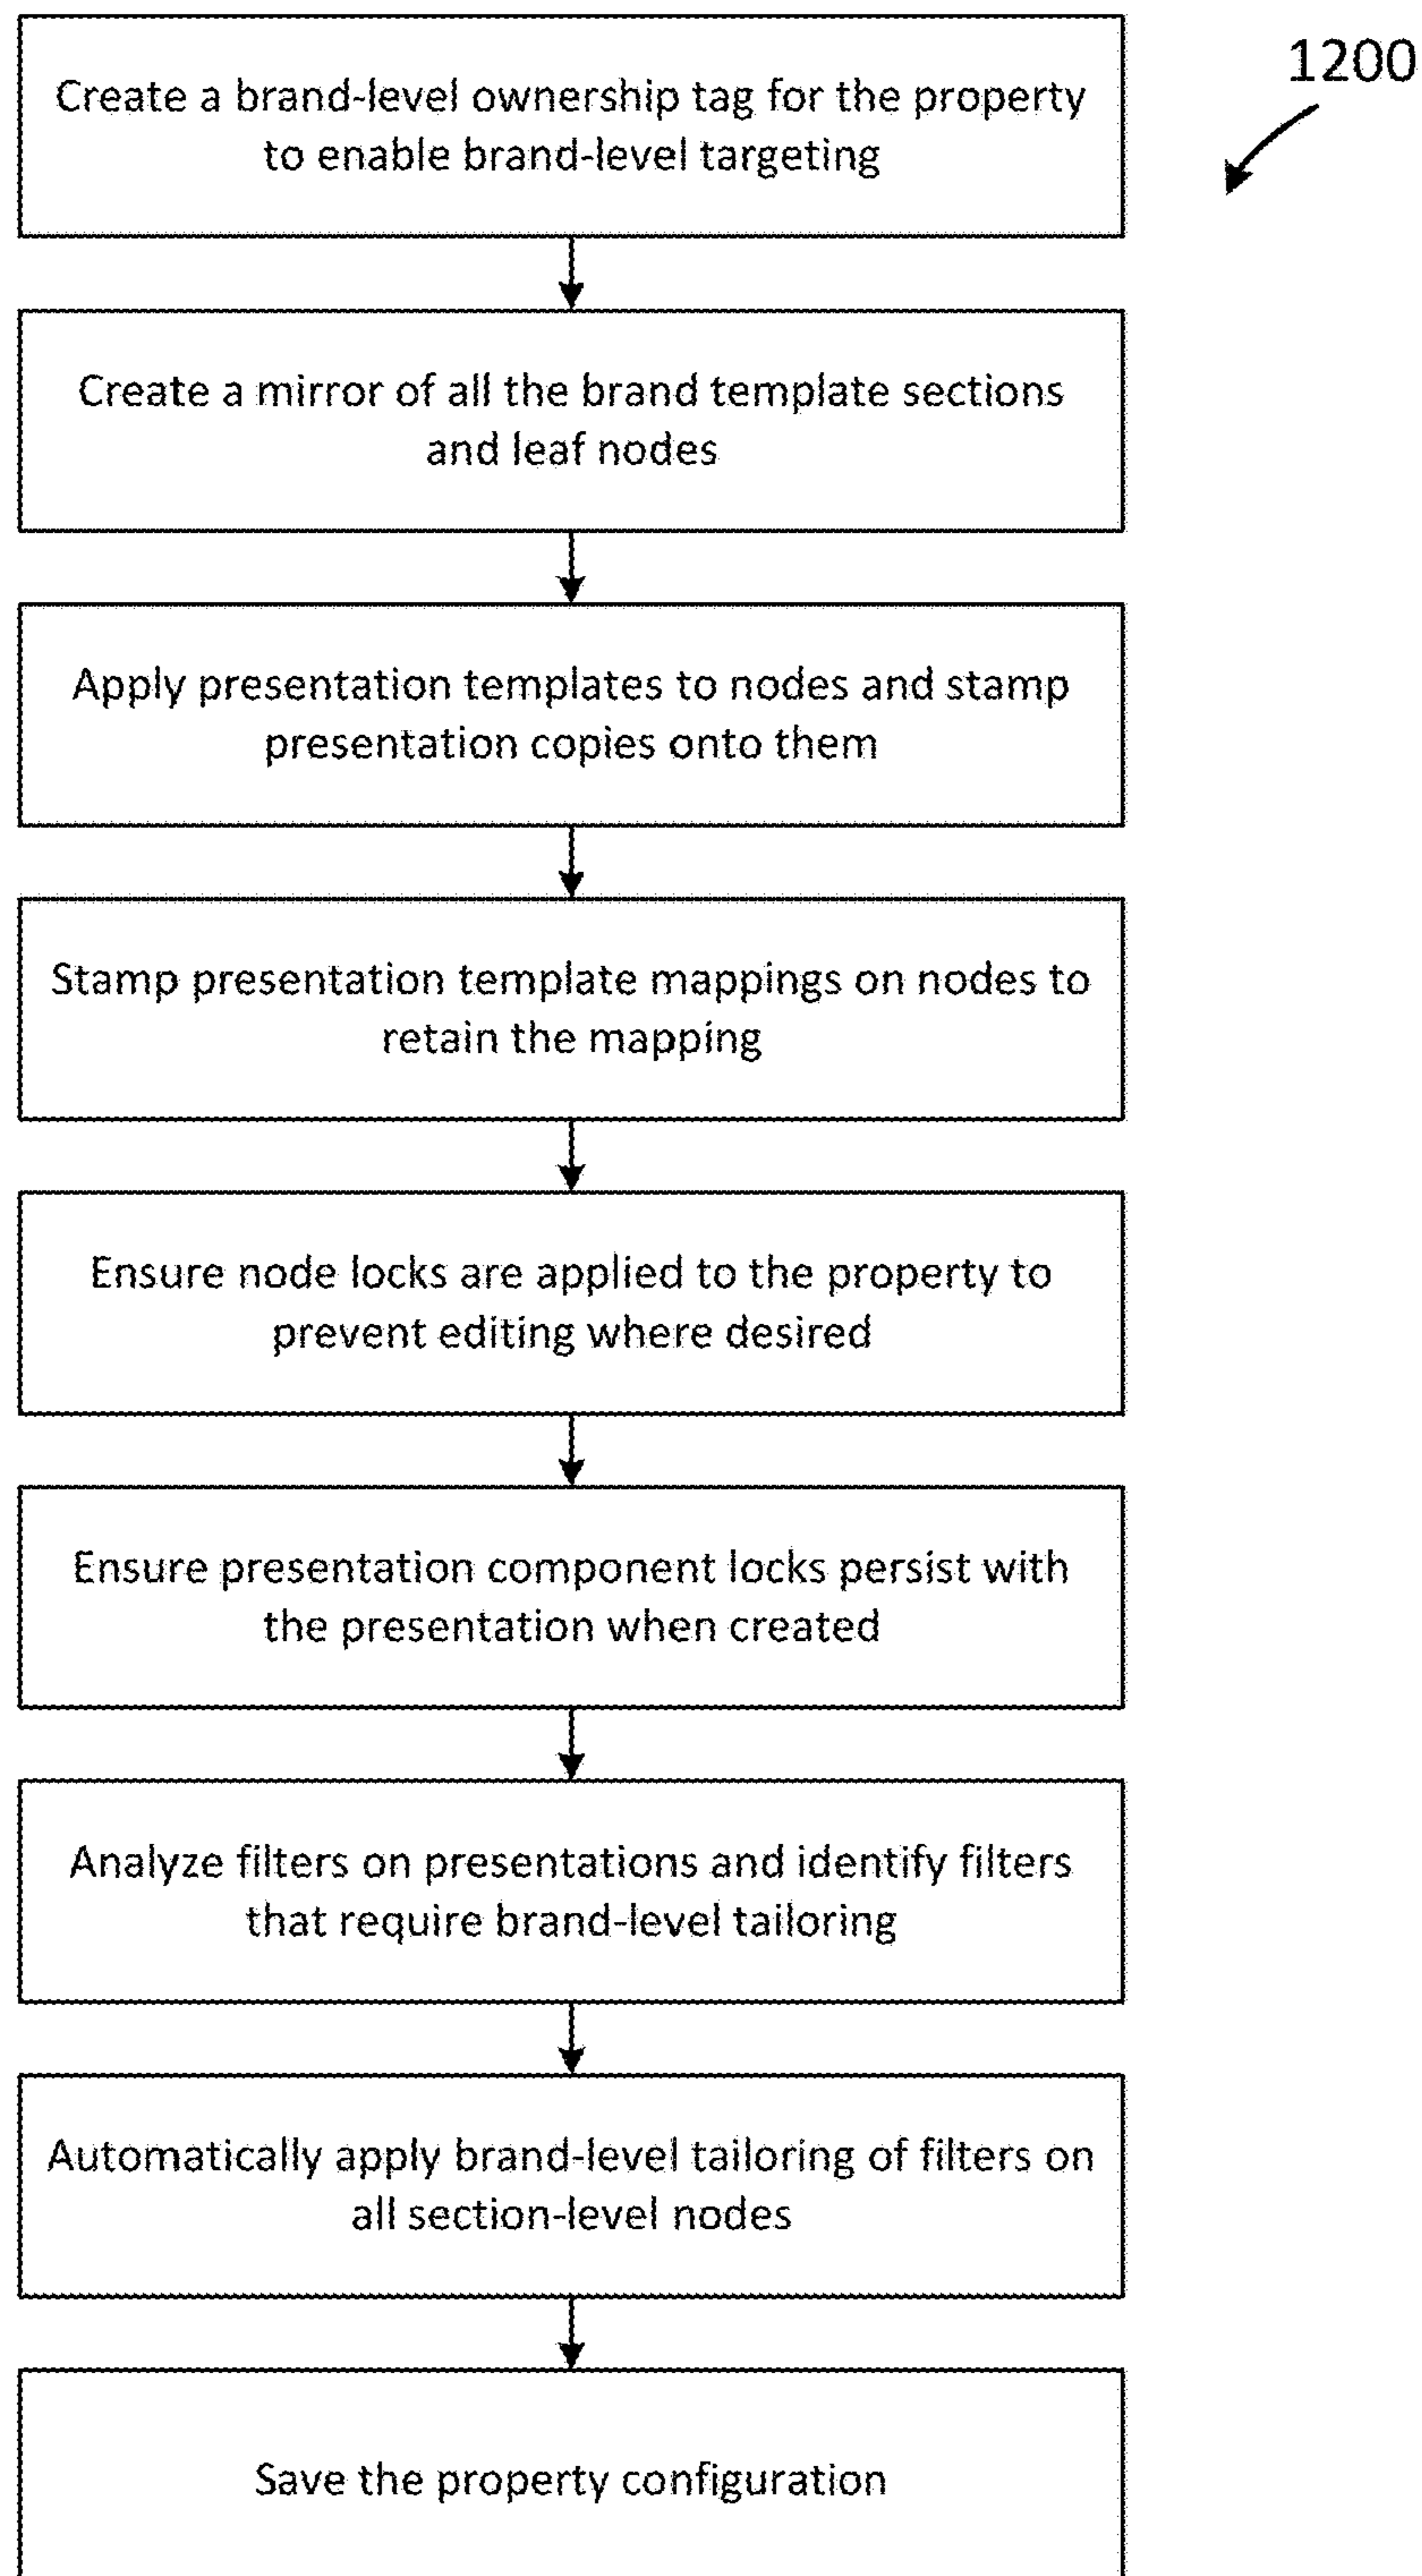 1200
Create a brand-level ownership tag for the property
to enable brand-level targeting
Create a mirror of all the brand template sections
and leaf nodes
Apply presentation templates to nodes and stamp
presentation copies onto them
Stamp presentation template mappings on nodes to
retain the mapping
Ensure node locks are applied to the property to
prevent editing where desired
Ensure presentation component locks persist with
the presentation when created
Analyze filters on presentations and identify filters
that require brand-level tailoring
Automatically apply brand-level tailoring of filters on
all section-level nodes
Save the property configuration